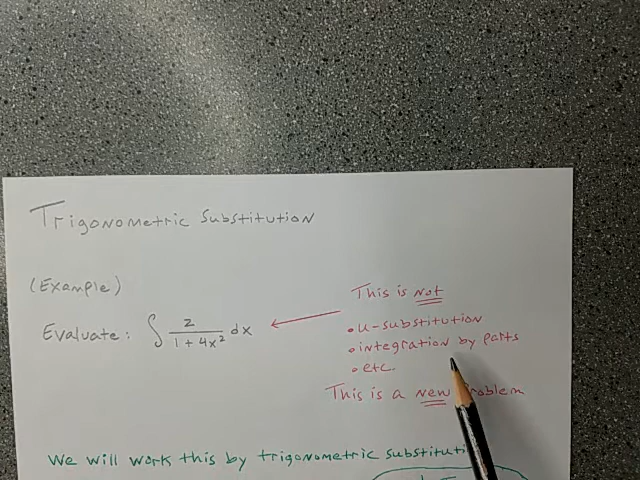 Trigonometric Substitution
(Example)
Evaluate: ∫ 2/(1 + 4x²) dx
This is not
• u-substitution
• integration by parts
• etc.
This is a new problem
We will work this by trigonometric